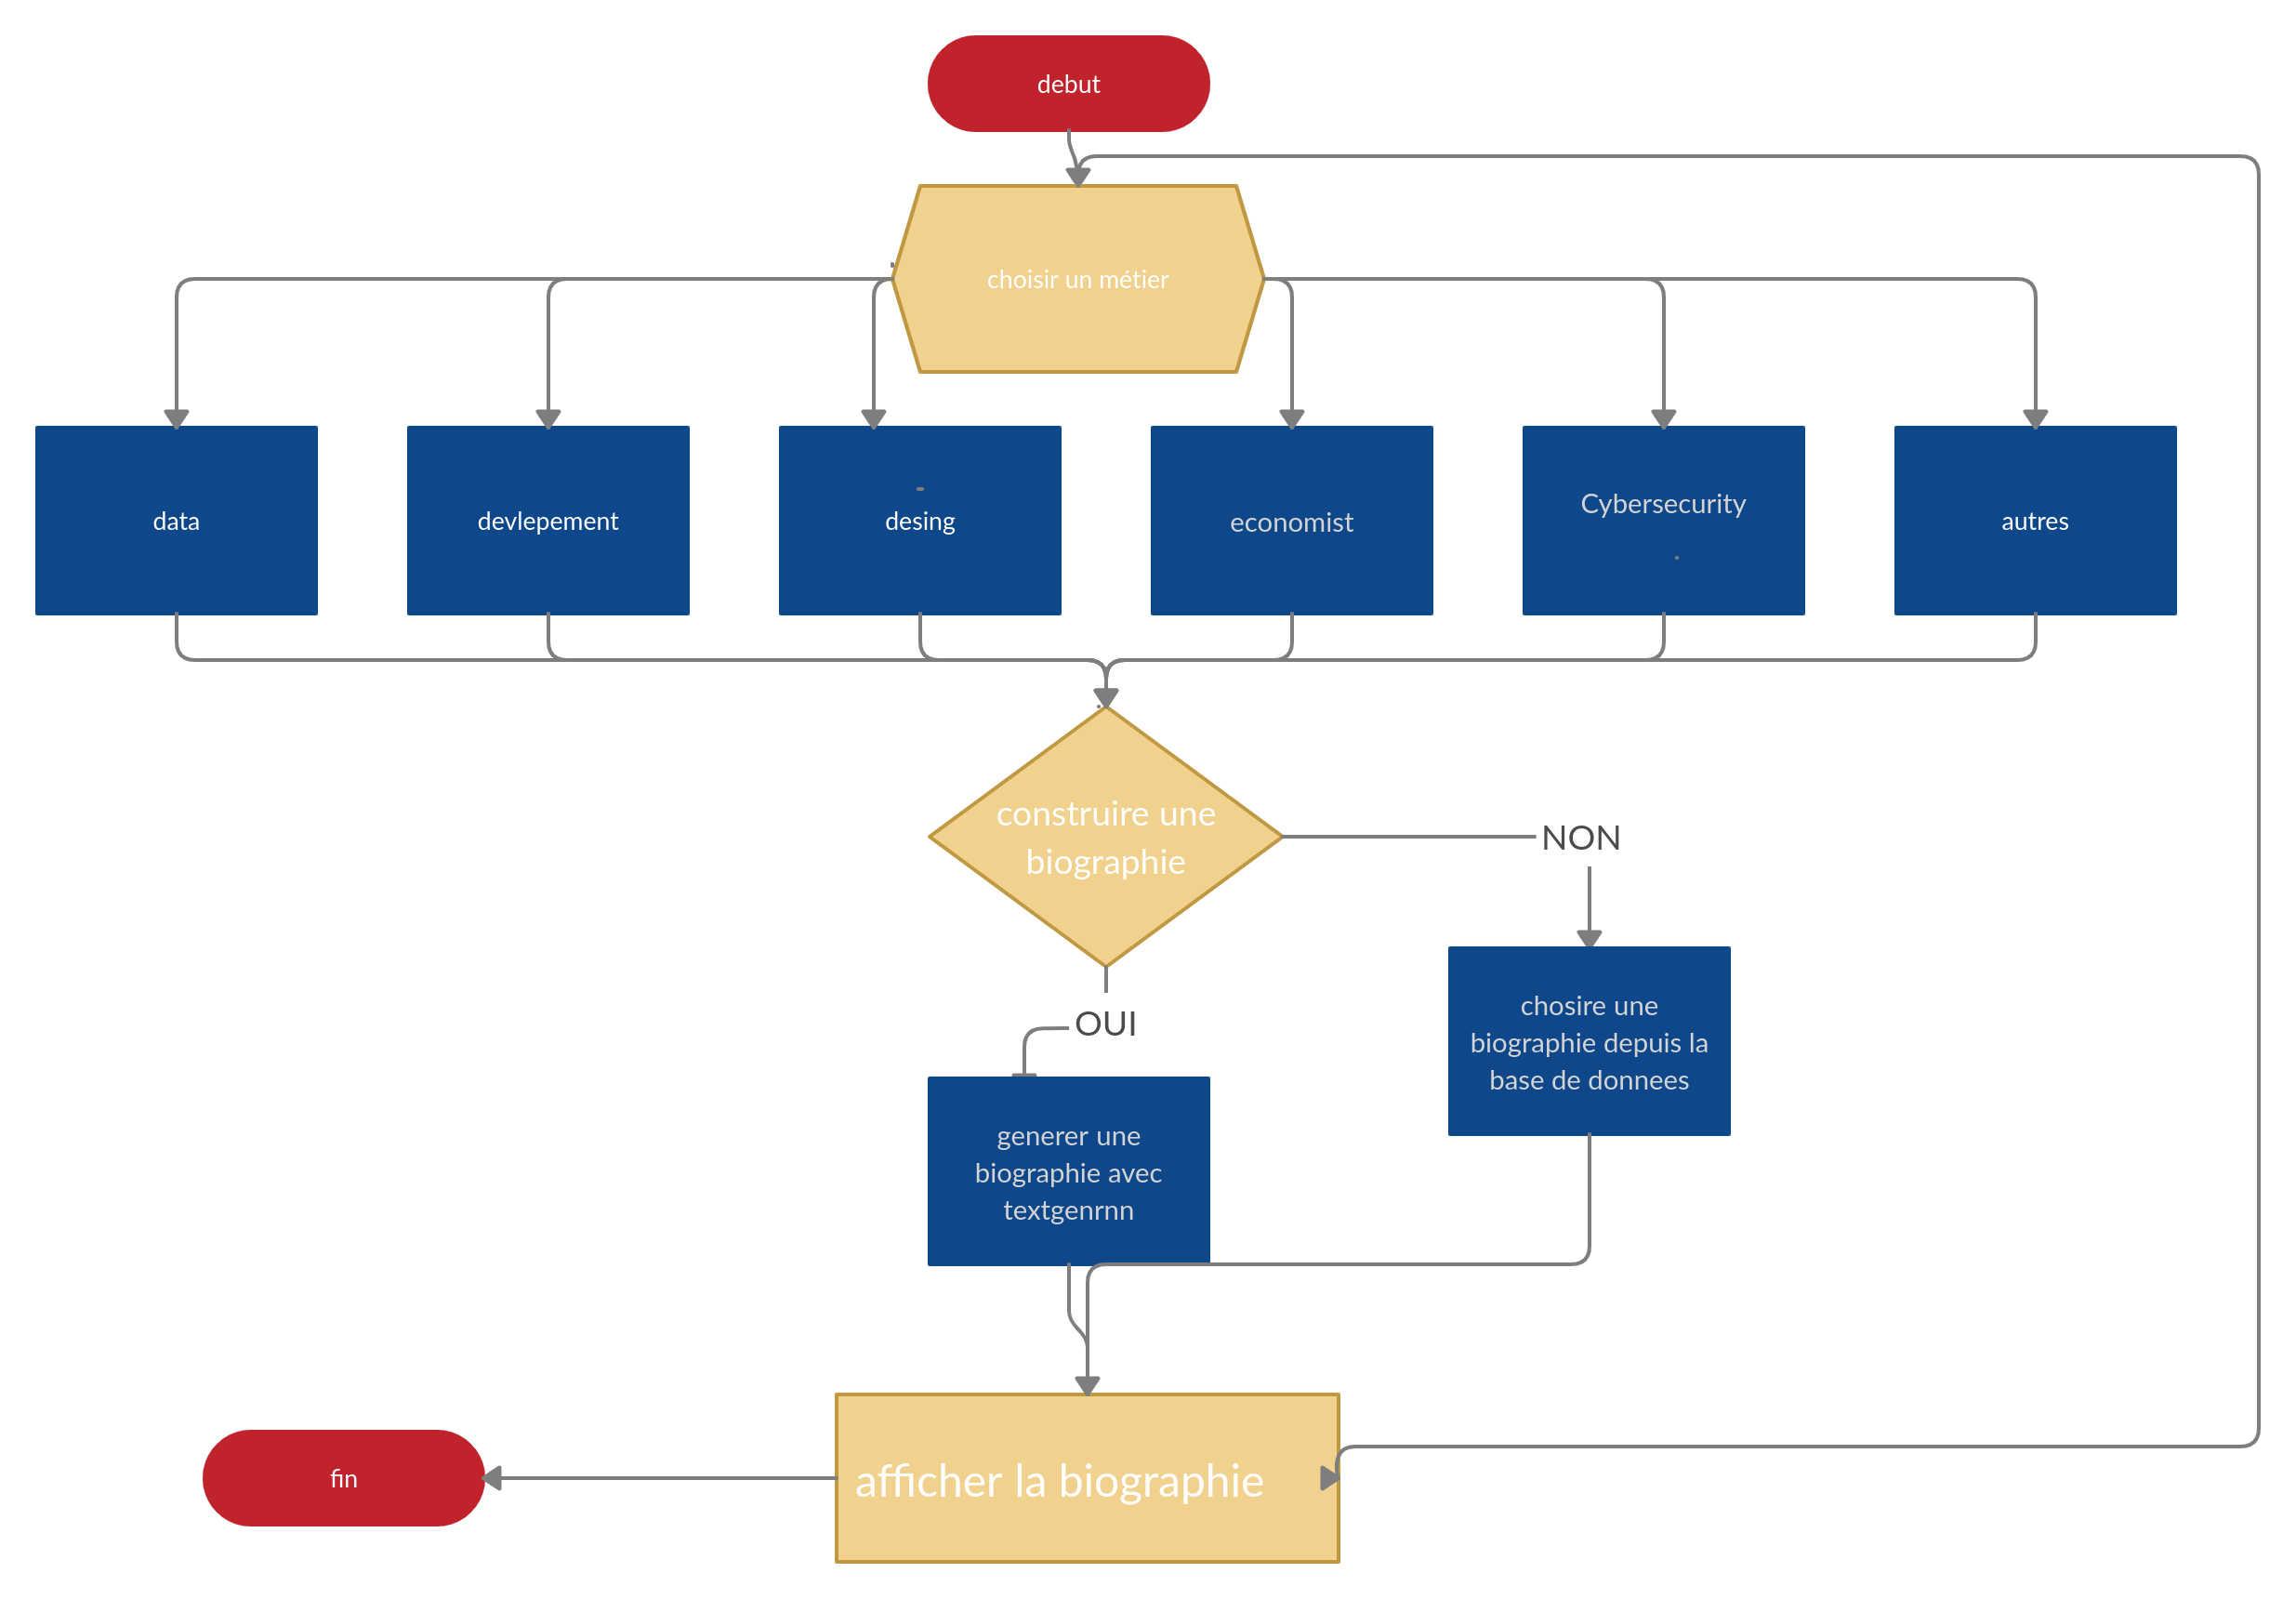 debut
choisir un métier
data
devlepement
desing
economist
Cybersecurity
autres
construire une
biographie
NON
OUI
chosire une
biographie depuis la
base de donnees
generer une
biographie avec
textgenrnn
afficher la biographie
fin